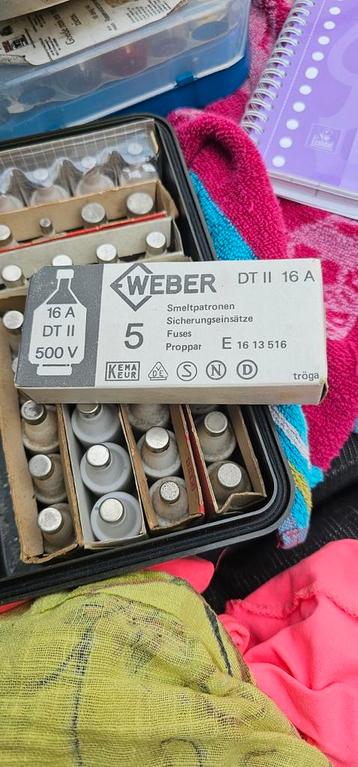 WEBER DT II 16 A
16 A
DT II
500 V
5
Smeltpatronen
Sicherungseinsätze
Fuses
Proppar E 16 13 516
KEMA
KEUR
VDE S N D
tröga